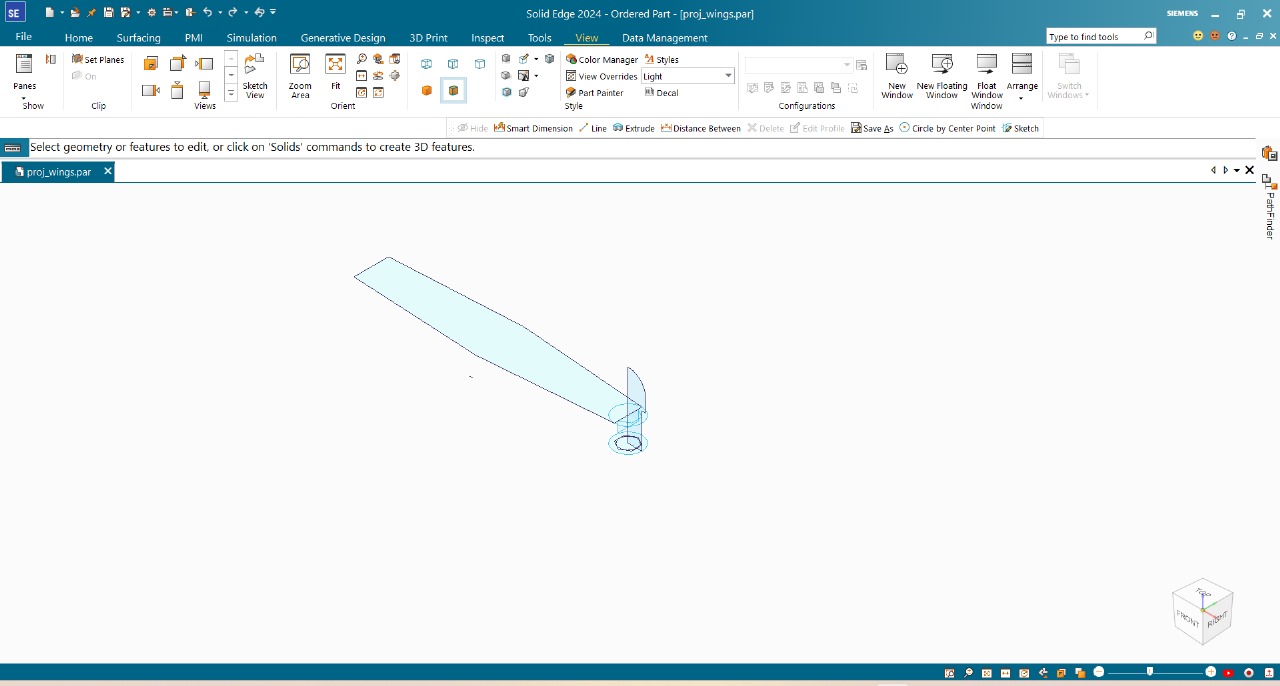 SE
Solid Edge 2024 - Ordered Part - [proj_wings.par]
SIEMENS
File Home Surfacing PMI Simulation Generative Design 3D Print Inspect Tools View Data Management
Type to find tools
Panes
Show
Set Planes
On
Clip
Views
Sketch View
Zoom Area
Fit
Orient
Color Manager Styles
View Overrides Light
Part Painter Decal
Style
Configurations
New Window
New Floating Window
Float Window
Arrange
Window
Switch Windows
Hide Smart Dimension Line Extrude Distance Between Delete Edit Profile Save As Circle by Center Point Sketch
Select geometry or features to edit, or click on 'Solids' commands to create 3D features.
proj_wings.par
PathFinder
TOP
FRONT RIGHT